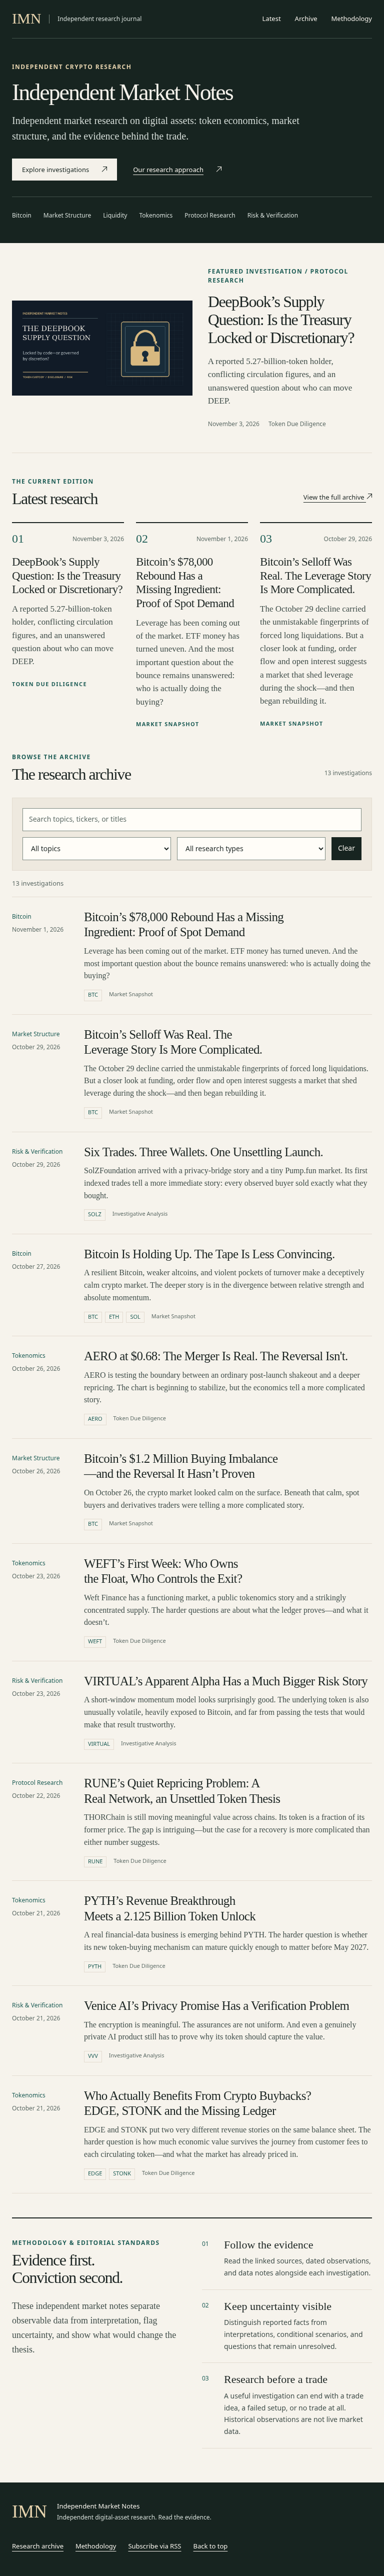 IMN
Independent research journal
Latest
Archive
Methodology
INDEPENDENT CRYPTO RESEARCH
Independent Market Notes
Independent market research on digital assets: token economics, market
structure, and the evidence behind the trade.
Explore investigations
Our research approach
Bitcoin
Market Structure
Liquidity
Tokenomics
Protocol Research
Risk & Verification
THE DEEPBOOK
SUPPLY QUESTION
Locked by code—or governed
by discretion?
FEATURED INVESTIGATION / PROTOCOL
RESEARCH
DeepBook’s Supply
Question: Is the Treasury
Locked or Discretionary?
A reported 5.27-billion-token
holder, conflicting circulation
figures, and an unanswered
question about who can move
DEEP.
November 3, 2026
Token Due Diligence
THE CURRENT EDITION
Latest research
View the full archive
01
November 3, 2026
DeepBook’s Supply
Question: Is the Treasury
Locked or Discretionary?
A reported 5.27-billion-token
holder, conflicting circulation
figures, and an unanswered
question about who can move
DEEP.
TOKEN DUE DILIGENCE
02
November 1, 2026
Bitcoin’s $78,000
Rebound Has a
Missing Ingredient:
Proof of Spot Demand
Leverage has been coming out
of the market. ETF money has
turned uneven. And the most
important question about the
bounce remains unanswered:
who is actually doing the
buying?
MARKET SNAPSHOT
03
October 29, 2026
Bitcoin’s Selloff Was
Real. The Leverage Story
Is More Complicated.
The October 29 decline carried
the unmistakable fingerprints of
forced long liquidations. But a
closer look at funding, order
flow and open interest suggests
a market that shed leverage
during the shock—and then
began rebuilding it.
MARKET SNAPSHOT
BROWSE THE ARCHIVE
The research archive
13 investigations
Search topics, tickers, or titles
All topics
All research types
Clear
13 investigations
Bitcoin
November 1, 2026
Bitcoin’s $78,000 Rebound Has a Missing
Ingredient: Proof of Spot Demand
Leverage has been coming out of the market. ETF money has turned uneven. And the
most important question about the bounce remains unanswered: who is actually doing the
buying?
BTC
Market Snapshot
Market Structure
October 29, 2026
Bitcoin’s Selloff Was Real. The
Leverage Story Is More Complicated.
The October 29 decline carried the unmistakable fingerprints of forced long liquidations.
But a closer look at funding, order flow and open interest suggests a market that shed
leverage during the shock—and then began rebuilding it.
BTC
Market Snapshot
Risk & Verification
October 29, 2026
Six Trades. Three Wallets. One Unsettling Launch.
SolZFoundation arrived with a privacy-bridge story and a tiny Pump.fun market. Its first
indexed trades tell a more immediate story: every observed buyer sold exactly what they
bought.
SOLZ
Investigative Analysis
Bitcoin
October 27, 2026
Bitcoin Is Holding Up. The Tape Is Less Convincing.
A resilient Bitcoin, weaker altcoins, and violent pockets of turnover make a deceptively
calm crypto market. The deeper story is in the divergence between relative strength and
absolute momentum.
BTC
ETH
SOL
Market Snapshot
Tokenomics
October 26, 2026
AERO at $0.68: The Merger Is Real. The Reversal Isn't.
AERO is testing the boundary between an ordinary post-launch shakeout and a deeper
repricing. The chart is beginning to stabilize, but the economics tell a more complicated
story.
AERO
Token Due Diligence
Market Structure
October 26, 2026
Bitcoin’s $1.2 Million Buying Imbalance
—and the Reversal It Hasn’t Proven
On October 26, the crypto market looked calm on the surface. Beneath that calm, spot
buyers and derivatives traders were telling a more complicated story.
BTC
Market Snapshot
Tokenomics
October 23, 2026
WEFT’s First Week: Who Owns
the Float, Who Controls the Exit?
Weft Finance has a functioning market, a public tokenomics story and a strikingly
concentrated supply. The harder questions are about what the ledger proves—and what it
doesn’t.
WEFT
Token Due Diligence
Risk & Verification
October 23, 2026
VIRTUAL’s Apparent Alpha Has a Much Bigger Risk Story
A short-window momentum model looks surprisingly good. The underlying token is also
unusually volatile, heavily exposed to Bitcoin, and far from passing the tests that would
make that result trustworthy.
VIRTUAL
Investigative Analysis
Protocol Research
October 22, 2026
RUNE’s Quiet Repricing Problem: A
Real Network, an Unsettled Token Thesis
THORChain is still moving meaningful value across chains. Its token is a fraction of its
former price. The gap is intriguing—but the case for a recovery is more complicated than
either number suggests.
RUNE
Token Due Diligence
Tokenomics
October 21, 2026
PYTH’s Revenue Breakthrough
Meets a 2.125 Billion Token Unlock
A real financial-data business is emerging behind PYTH. The harder question is whether
its new token-buying mechanism can mature quickly enough to matter before May 2027.
PYTH
Token Due Diligence
Risk & Verification
October 21, 2026
Venice AI’s Privacy Promise Has a Verification Problem
The encryption is meaningful. The assurances are not uniform. And even a genuinely
private AI product still has to prove why its token should capture the value.
VVV
Investigative Analysis
Tokenomics
October 21, 2026
Who Actually Benefits From Crypto Buybacks?
EDGE, STONK and the Missing Ledger
EDGE and STONK put two very different revenue stories on the same balance sheet. The
harder question is how much economic value survives the journey from customer fees to
each circulating token—and what the market has already priced in.
EDGE
STONK
Token Due Diligence
METHODOLOGY & EDITORIAL STANDARDS
Evidence first.
Conviction second.
These independent market notes separate
observable data from interpretation, flag
uncertainty, and show what would change the
thesis.
01
Follow the evidence
Read the linked sources, dated observations,
and data notes alongside each investigation.
02
Keep uncertainty visible
Distinguish reported facts from
interpretations, conditional scenarios, and
questions that remain unresolved.
03
Research before a trade
A useful investigation can end with a trade
idea, a failed setup, or no trade at all.
Historical observations are not live market
data.
IMN
Independent Market Notes
Independent digital-asset research. Read the evidence.
Research archive
Methodology
Subscribe via RSS
Back to top